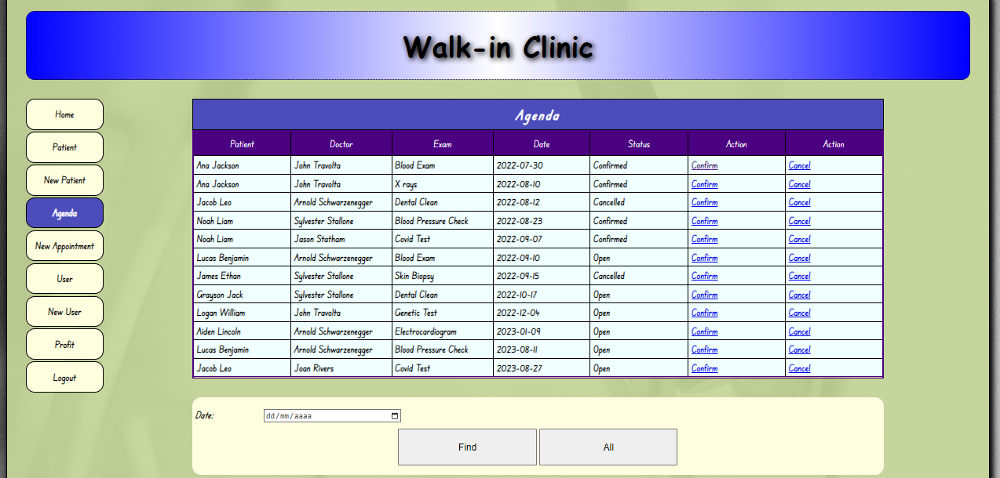 Walk-in Clinic
Home
Patient
New Patient
Agenda
New Appointment
User
New User
Profit
Logout
Agenda
Patient Doctor Exam Date Status Action Action
Ana Jackson John Travolta Blood Exam 2022-07-30 Confirmed Confirm Cancel
Ana Jackson John Travolta X rays 2022-08-10 Confirmed Confirm Cancel
Jacob Leo Arnold Schwarzenegger Dental Clean 2022-08-12 Cancelled Confirm Cancel
Noah Liam Sylvester Stallone Blood Pressure Check 2022-08-23 Confirmed Confirm Cancel
Noah Liam Jason Statham Covid Test 2022-09-07 Confirmed Confirm Cancel
Lucas Benjamin Arnold Schwarzenegger Blood Exam 2022-09-10 Open Confirm Cancel
James Ethan Sylvester Stallone Skin Biopsy 2022-09-15 Cancelled Confirm Cancel
Grayson Jack Sylvester Stallone Dental Clean 2022-10-17 Open Confirm Cancel
Logan William John Travolta Genetic Test 2022-12-04 Open Confirm Cancel
Aiden Lincoln Arnold Schwarzenegger Electrocardiogram 2023-01-09 Open Confirm Cancel
Lucas Benjamin Arnold Schwarzenegger Blood Pressure Check 2023-08-11 Open Confirm Cancel
Jacob Leo Joan Rivers Covid Test 2023-08-27 Open Confirm Cancel
Date: dd/mm/aaaa
Find All